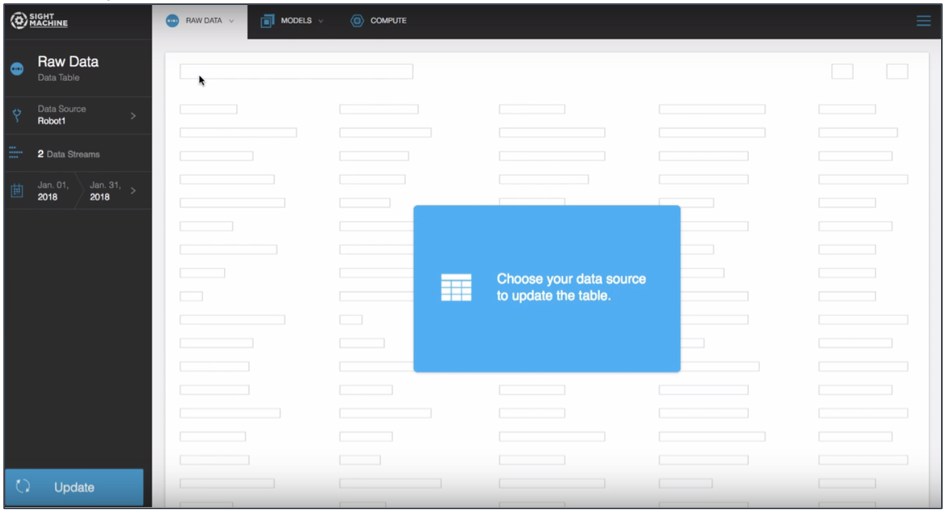 SIGHT
MACHINE
RAW DATA
MODELS
COMPUTE
Raw Data
Data Table
Data Source
Robot1
2 Data Streams
Jan. 01,
2018
Jan. 31,
2018
Choose your data source
to update the table.
Update